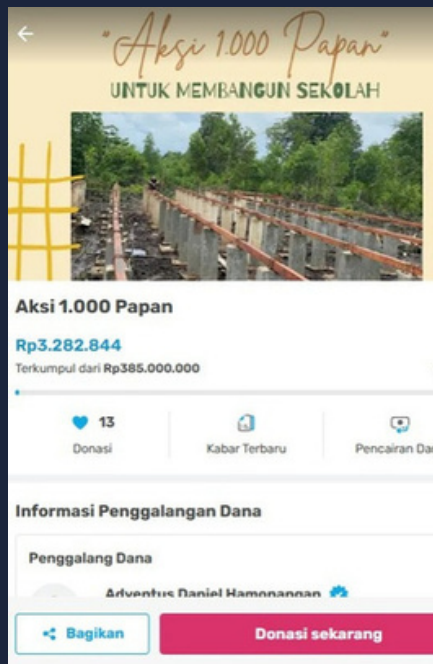 "Aksi 1.000 Papan"
UNTUK MEMBANGUN SEKOLAH
Aksi 1.000 Papan
Rp3.282.844
Terkumpul dari Rp385.000.000
13
Donasi
Kabar Terbaru
Pencairan Da
Informasi Penggalangan Dana
Penggalang Dana
Adventus Daniel Hamonangan
Bagikan
Donasi sekarang